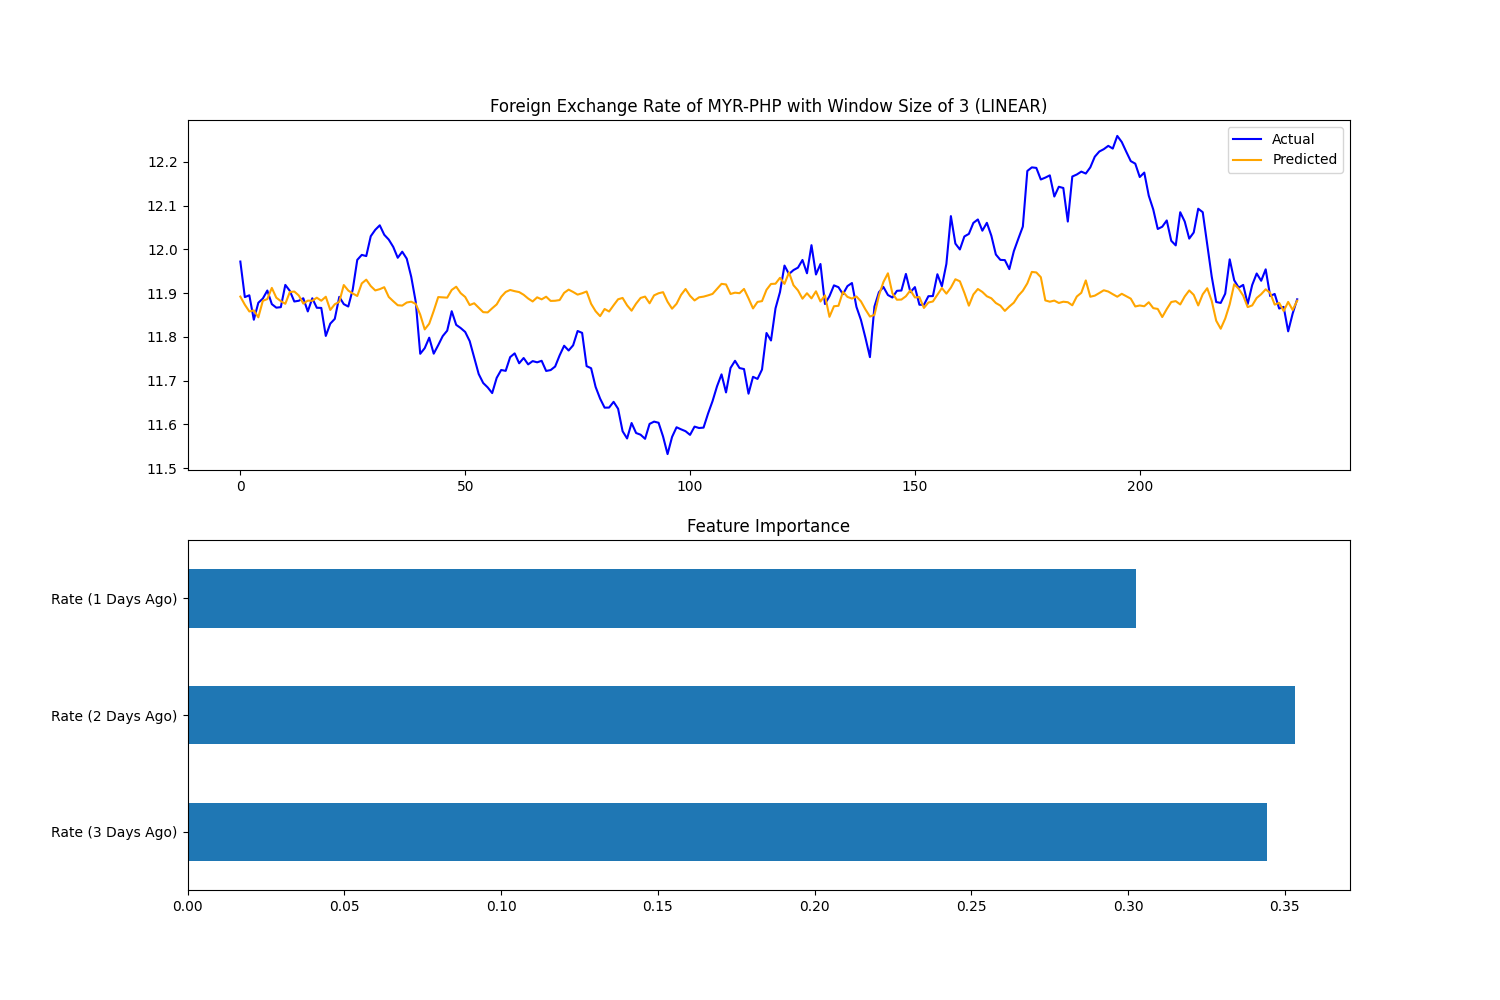 Foreign Exchange Rate of MYR-PHP with Window Size of 3 (LINEAR)
Actual
Predicted
12.2
12.1
12.0
11.9
11.8
11.7
11.6
11.5
0 50 100 150 200
Feature Importance
Rate (1 Days Ago)
Rate (2 Days Ago)
Rate (3 Days Ago)
0.00 0.05 0.10 0.15 0.20 0.25 0.30 0.35